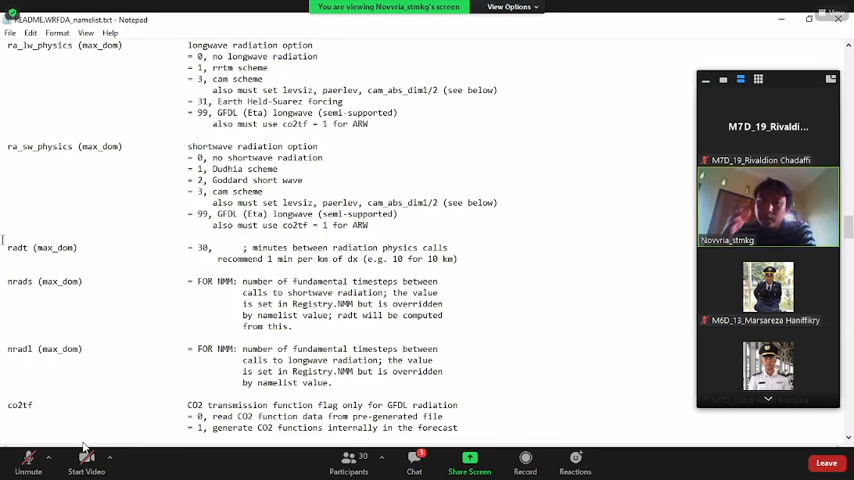 README.WRFDA_namelist.txt - Notepad
You are viewing Novvria_stmkg's screen
View Options
View
File Edit Format View Help
ra_lw_physics (max_dom) longwave radiation option
= 0, no longwave radiation
= 1, rrtm scheme
= 3, cam scheme
also must set levsiz, paerlev, cam_abs_dim1/2 (see below)
= 31, Earth Held-Suarez forcing
= 99, GFDL (Eta) longwave (semi-supported)
also must use co2tf = 1 for ARW
ra_sw_physics (max_dom) shortwave radiation option
= 0, no shortwave radiation
= 1, Dudhia scheme
= 2, Goddard short wave
= 3, cam scheme
also must set levsiz, paerlev, cam_abs_dim1/2 (see below)
= 99, GFDL (Eta) longwave (semi-supported)
also must use co2tf = 1 for ARW
radt (max_dom) = 30, ; minutes between radiation physics calls
recommend 1 min per km of dx (e.g. 10 for 10 km)
nrads (max_dom) = FOR NMM: number of fundamental timesteps between
calls to shortwave radiation; the value
is set in Registry.NMM but is overridden
by namelist value; radt will be computed
from this.
nradl (max_dom) = FOR NMM: number of fundamental timesteps between
calls to longwave radiation; the value
is set in Registry.NMM but is overridden
by namelist value.
co2tf CO2 transmission function flag only for GFDL radiation
= 0, read CO2 function data from pre-generated file
= 1, generate CO2 functions internally in the forecast
M7D_19_Rivaldi...
M7D_19_Rivaldion Chadaffi
Novvria_stmkg
M6D_13_Marsareza Haniffikry
Unmute
Start Video
30
Participants
3
Chat
Share Screen
Record
Reactions
Leave